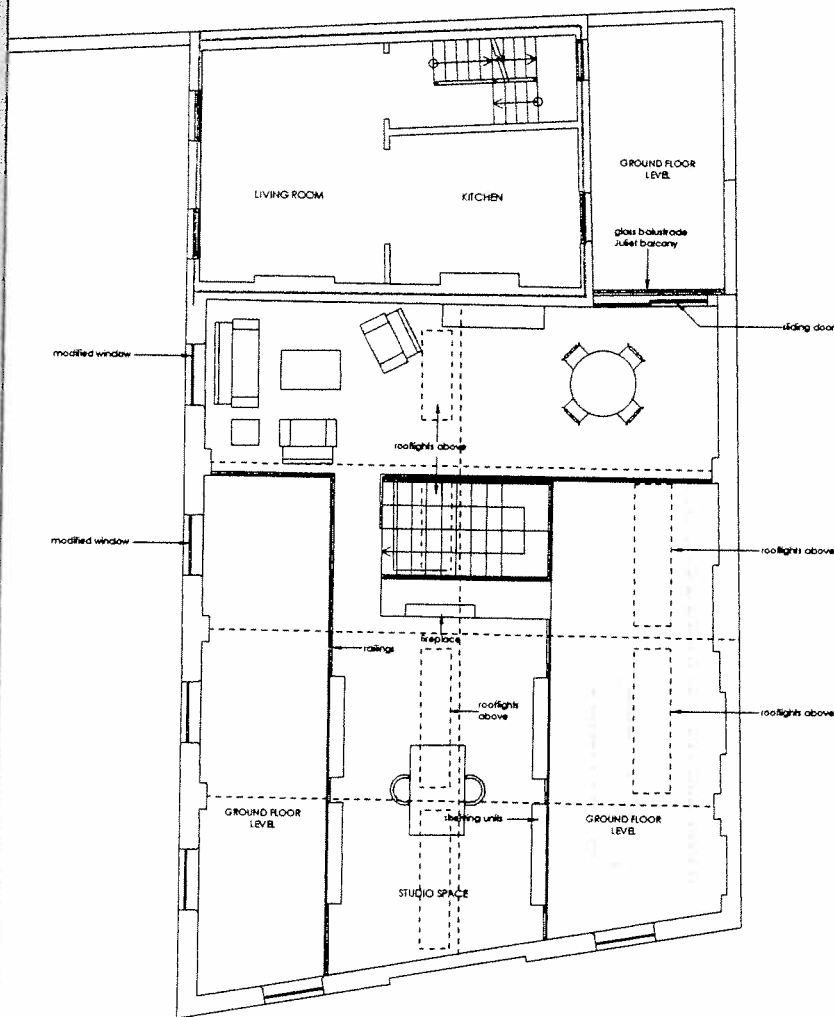 GROUND FLOOR
LEVEL
LIVING ROOM
KITCHEN
glass balustrade
Juliet balcony
sliding door
modified window
rooflights above
modified window
rooflights above
fireplace
railings
rooflights
above
rooflights above
GROUND FLOOR
LEVEL
shelving units
GROUND FLOOR
LEVEL
STUDIO SPACE